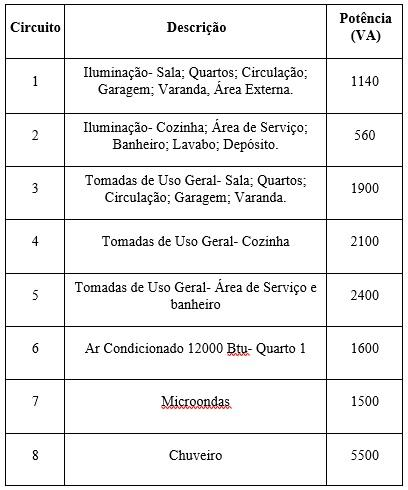 Circuito Descrição Potência
(VA)
1 Iluminação- Sala; Quartos; Circulação; 1140
Garagem; Varanda, Área Externa.
2 Iluminação- Cozinha; Área de Serviço; 560
Banheiro; Lavabo; Depósito.
3 Tomadas de Uso Geral- Sala; Quartos; 1900
Circulação; Garagem; Varanda.
4 Tomadas de Uso Geral- Cozinha 2100
5 Tomadas de Uso Geral- Área de Serviço e 2400
banheiro
6 Ar Condicionado 12000 Btu- Quarto 1 1600
7 Microondas 1500
8 Chuveiro 5500